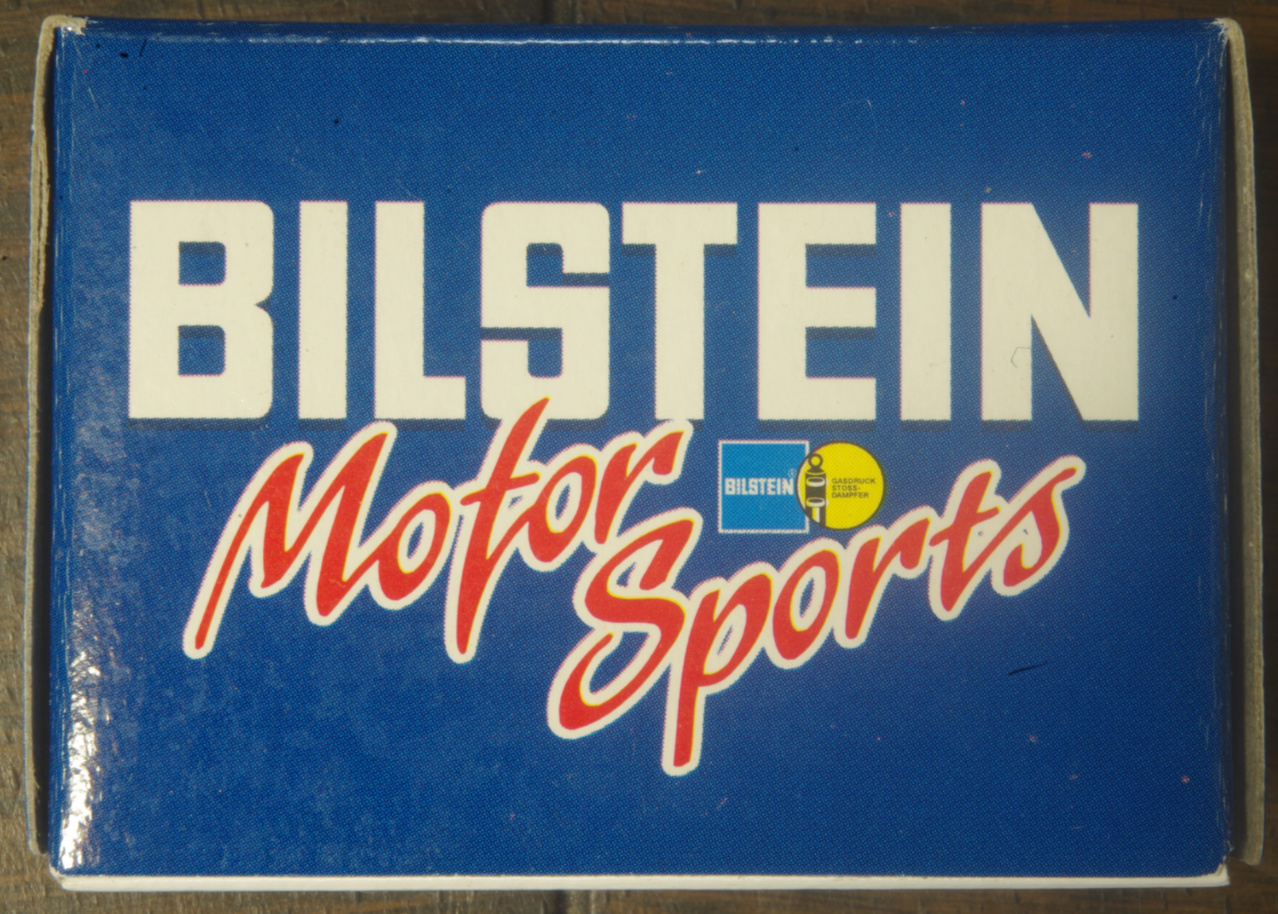 BILSTEIN
Motor
Sports
BILSTEIN®
GASDRUCK
STOSS-
DÄMPFER